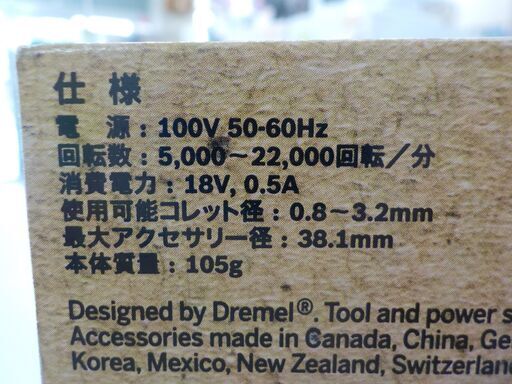 仕様
電 源 : 100V 50-60Hz
回転数 : 5,000～22,000回転／分
消費電力 : 18V, 0.5A
使用可能コレット径 : 0.8～3.2mm
最大アクセサリー径 : 38.1mm
本体質量 : 105g
Designed by Dremel®. Tool and power
Accessories made in Canada, China,
Korea, Mexico, New Zealand, Switzerland